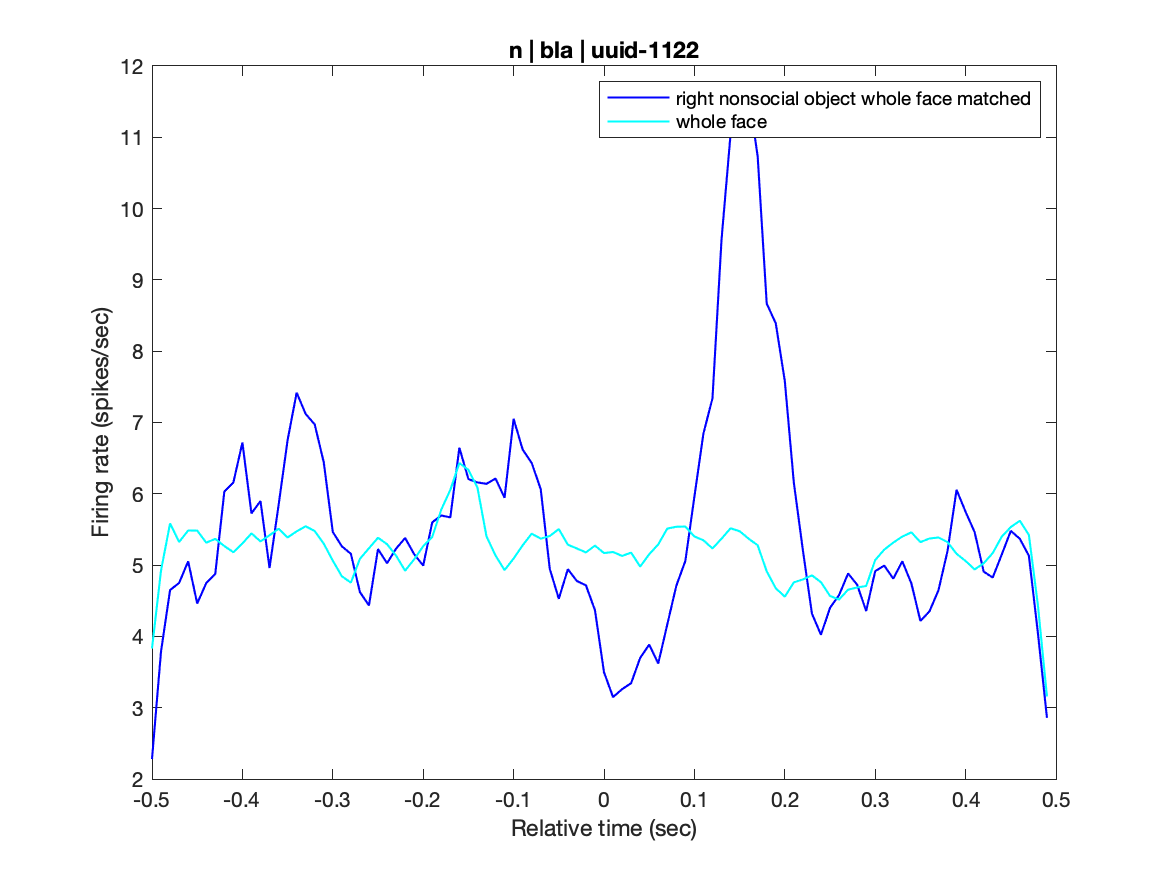 n | bla | uuid-1122
right nonsocial object whole face matched
whole face
12
11
10
9
8
7
6
5
4
3
2
Firing rate (spikes/sec)
-0.5 -0.4 -0.3 -0.2 -0.1 0 0.1 0.2 0.3 0.4 0.5
Relative time (sec)